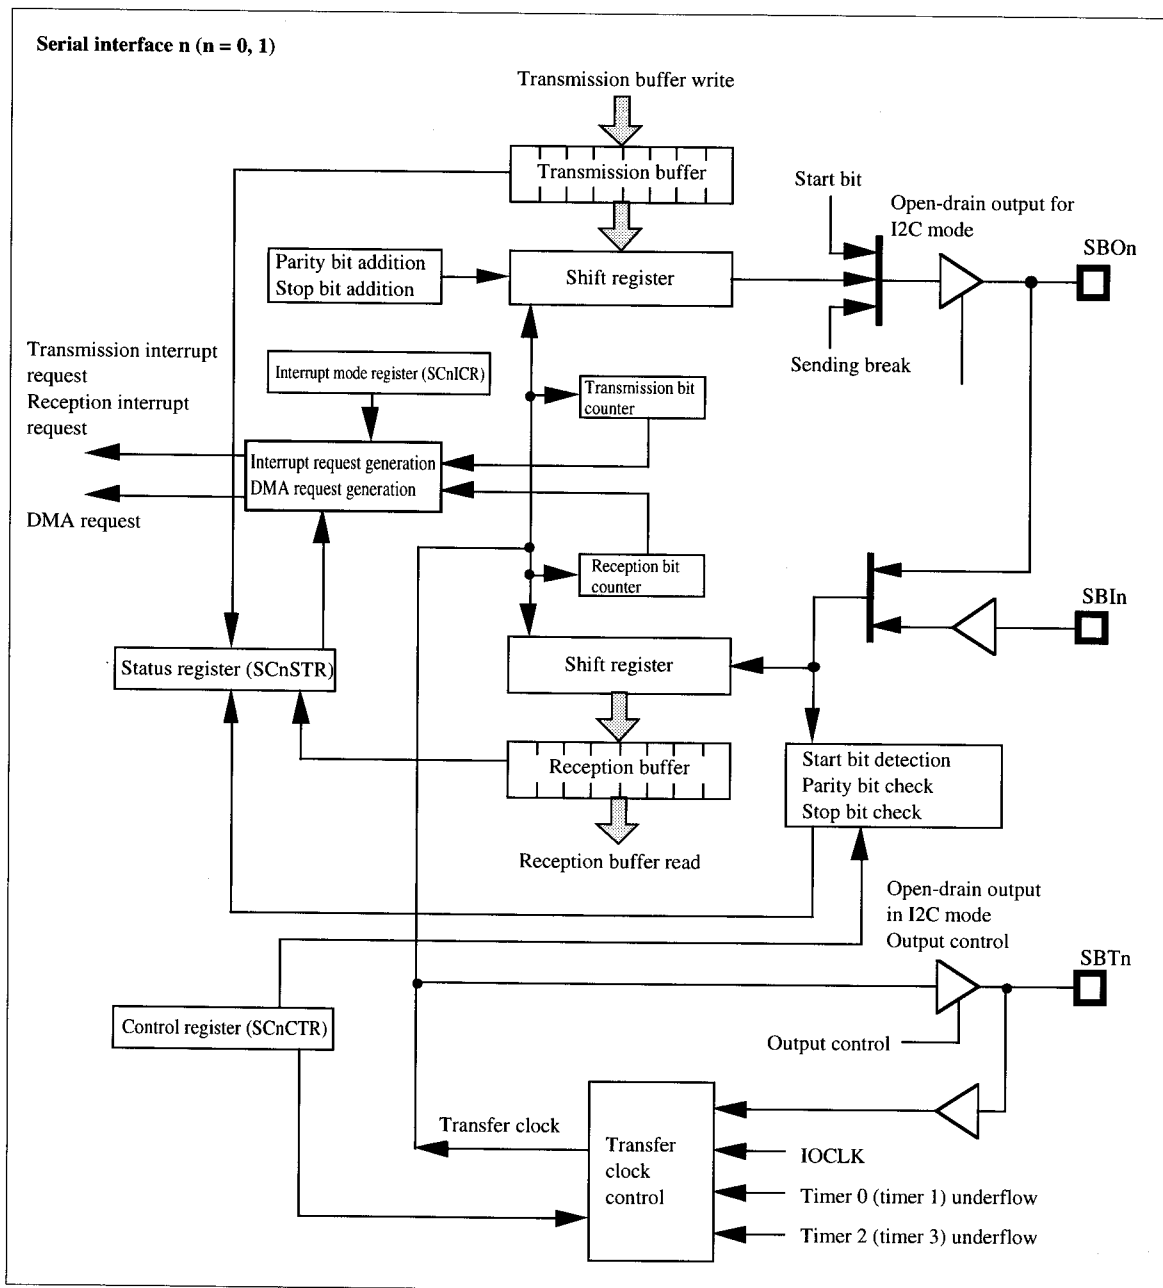 Serial interface n (n = 0, 1)
Transmission buffer write
Transmission buffer
Start bit
Open-drain output for
I2C mode
SBOn
Parity bit addition
Stop bit addition
Shift register
Sending break
Transmission interrupt
request
Reception interrupt
request
Interrupt mode register (SCnICR)
Transmission bit
counter
Interrupt request generation
DMA request generation
DMA request
Reception bit
counter
SBIn
Status register (SCnSTR)
Shift register
Reception buffer
Start bit detection
Parity bit check
Stop bit check
Reception buffer read
Open-drain output
in I2C mode
Output control
SBTn
Control register (SCnCTR)
Output control
Transfer clock
Transfer
clock
control
IOCLK
Timer 0 (timer 1) underflow
Timer 2 (timer 3) underflow